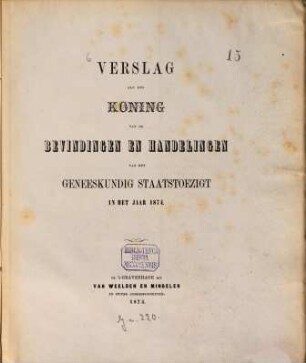 6
15
VERSLAG
AAN DEN
KONING
VAN DE
BEVINDINGEN EN HANDELINGEN
VAN HET
GENEESKUNDIG STAATSTOEZIGT
IN HET JAAR 1874.
TE 'S-GRAVENHAGE BIJ
VAN WEELDEN EN MINGELEN
1875.